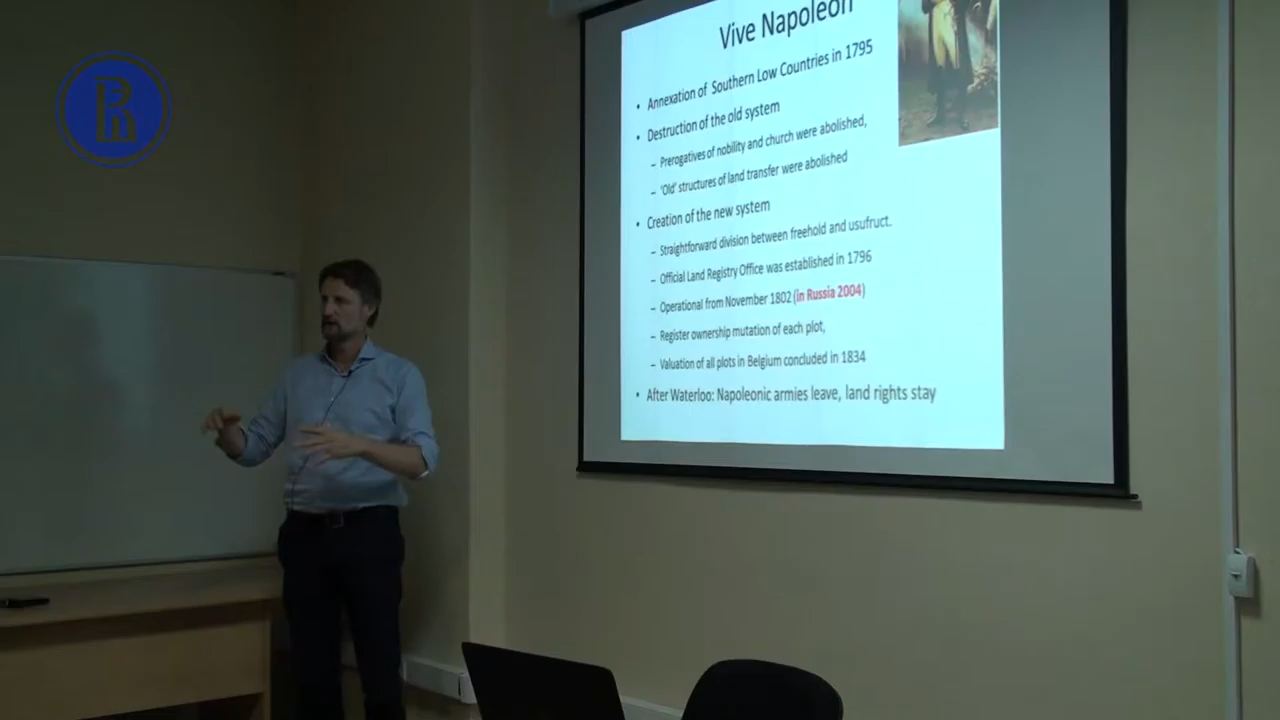 Vive Napoleon
• Annexation of Southern Low Countries in 1795
• Destruction of the old system
– Prerogatives of nobility and church were abolished,
– 'Old' structures of land transfer were abolished
• Creation of the new system
– Straightforward division between freehold and usufruct.
– Official Land Registry Office was established in 1796
– Operational from November 1802 (in Russia 2004)
– Register ownership mutation of each plot,
– Valuation of all plots in Belgium concluded in 1834
• After Waterloo: Napoleonic armies leave, land rights stay